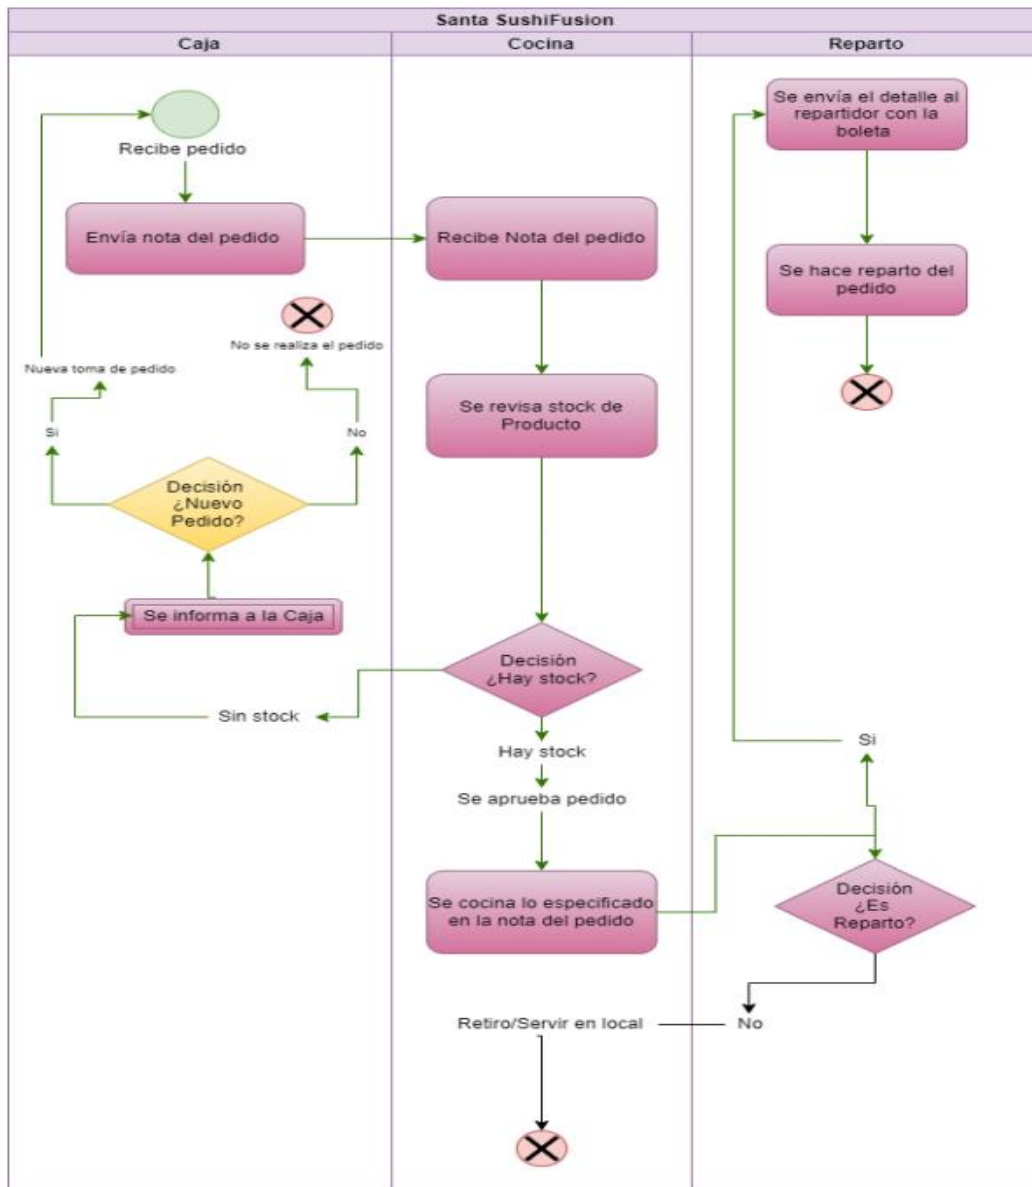 Santa SushiFusion
Caja
Cocina
Reparto
Recibe pedido
Envía nota del pedido
No se realiza el pedido
Nueva toma de pedido
Si
No
Decisión
¿Nuevo
Pedido?
Se informa a la Caja
Sin stock
Recibe Nota del pedido
Se revisa stock de
Producto
Decisión
¿Hay stock?
Hay stock
Se aprueba pedido
Se cocina lo especificado
en la nota del pedido
Retiro/Servir en local
Se envía el detalle al
repartidor con la
boleta
Se hace reparto del
pedido
Si
Decisión
¿Es
Reparto?
No